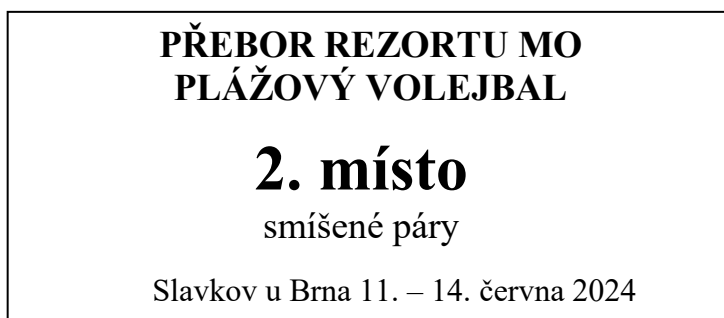 PŘEBOR REZORTU MO
PLÁŽOVÝ VOLEJBAL
2. místo
smíšené páry
Slavkov u Brna 11. – 14. června 2024